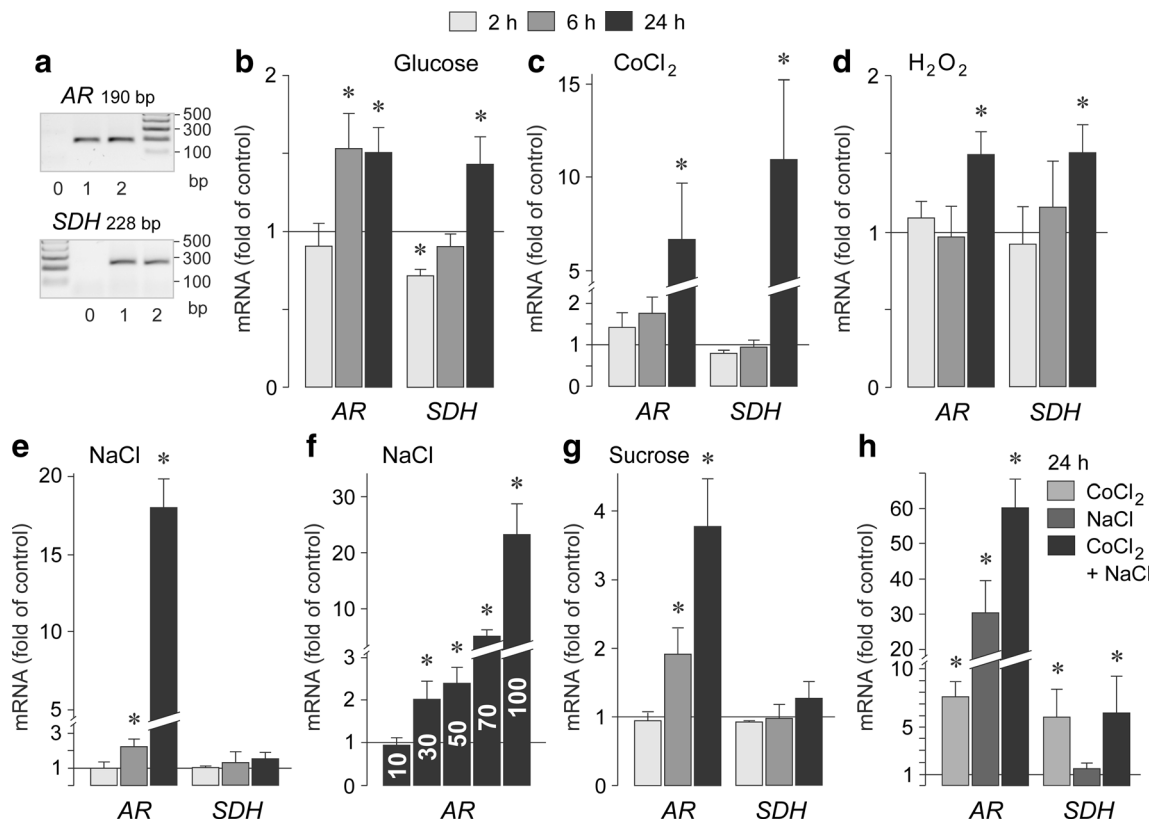 2 h 6 h 24 h
a
AR 190 bp
500
300
100
bp
0 1 2
SDH 228 bp
500
300
100
bp
0 1 2
b
Glucose
mRNA (fold of control)
2
1
0
* * * *
AR SDH
c
CoCl₂
mRNA (fold of control)
15
10
5
2
1
0
* *
AR SDH
d
H₂O₂
mRNA (fold of control)
2
1
0
* *
AR SDH
e
NaCl
mRNA (fold of control)
20
15
5
3
1
* *
AR SDH
f
NaCl
mRNA (fold of control)
30
20
10
3
2
1
0
* * * *
10 30 50 70 100
AR
g
Sucrose
mRNA (fold of control)
4
2
1
0
* *
AR SDH
h
24 h
CoCl₂
NaCl
CoCl₂
+ NaCl
mRNA (fold of control)
60
50
40
30
20
10
5
1
* * * * *
AR SDH